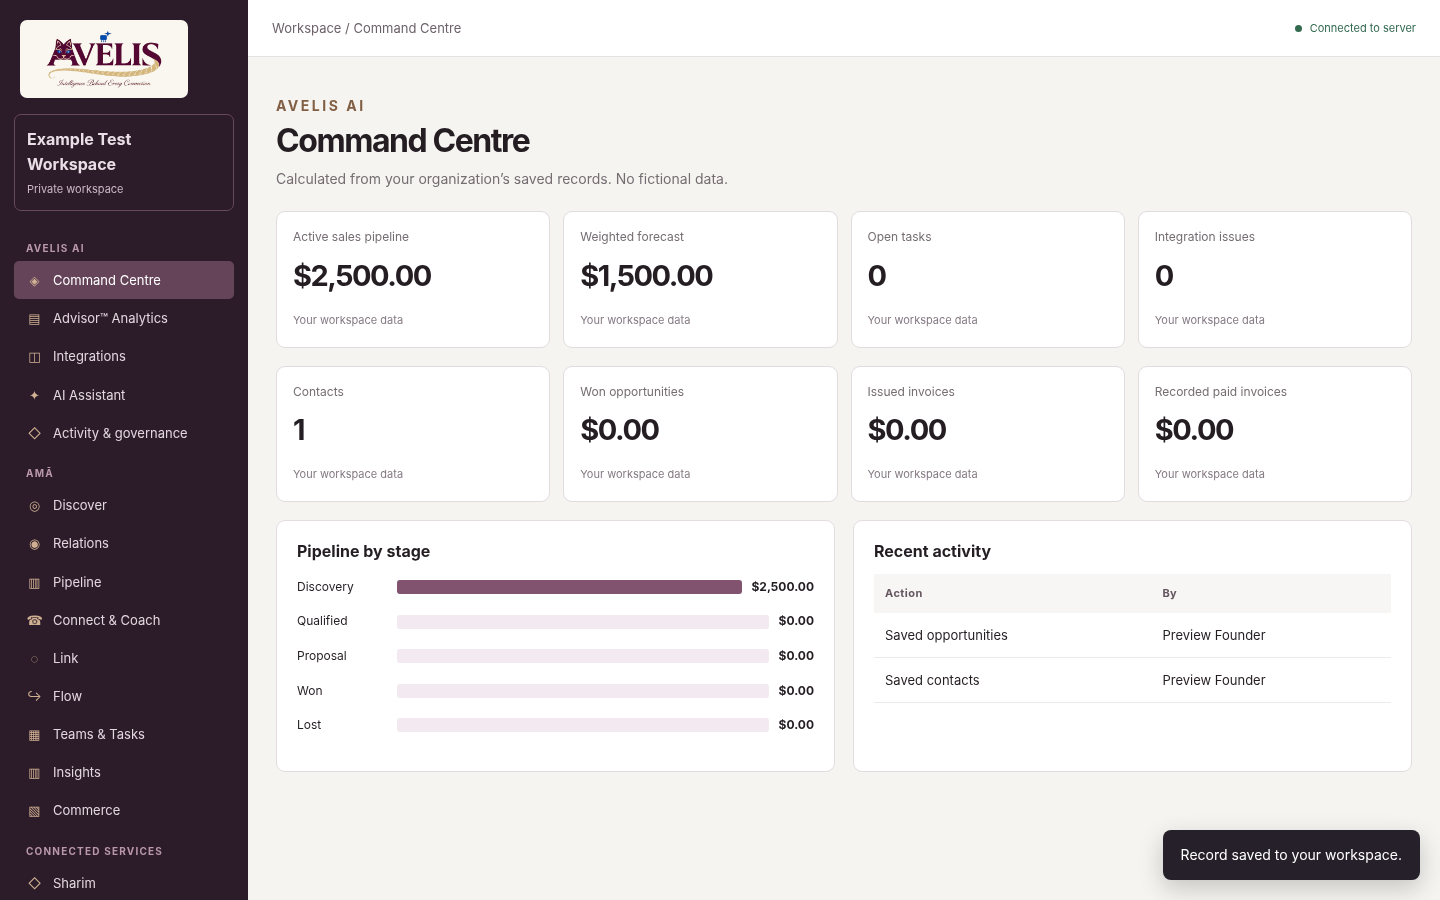 AVELIS
Intelligence Behind Every Connection.
Example Test
Workspace
Private workspace
AVELIS AI
Command Centre
Advisor™ Analytics
Integrations
AI Assistant
Activity & governance
AMĀ
Discover
Relations
Pipeline
Connect & Coach
Link
Flow
Teams & Tasks
Insights
Commerce
CONNECTED SERVICES
Sharim
Workspace / Command Centre
Connected to server
AVELIS AI
Command Centre
Calculated from your organization’s saved records. No fictional data.
Active sales pipeline
$2,500.00
Your workspace data
Weighted forecast
$1,500.00
Your workspace data
Open tasks
0
Your workspace data
Integration issues
0
Your workspace data
Contacts
1
Your workspace data
Won opportunities
$0.00
Your workspace data
Issued invoices
$0.00
Your workspace data
Recorded paid invoices
$0.00
Your workspace data
Pipeline by stage
Discovery $2,500.00
Qualified $0.00
Proposal $0.00
Won $0.00
Lost $0.00
Recent activity
Action By
Saved opportunities Preview Founder
Saved contacts Preview Founder
Record saved to your workspace.